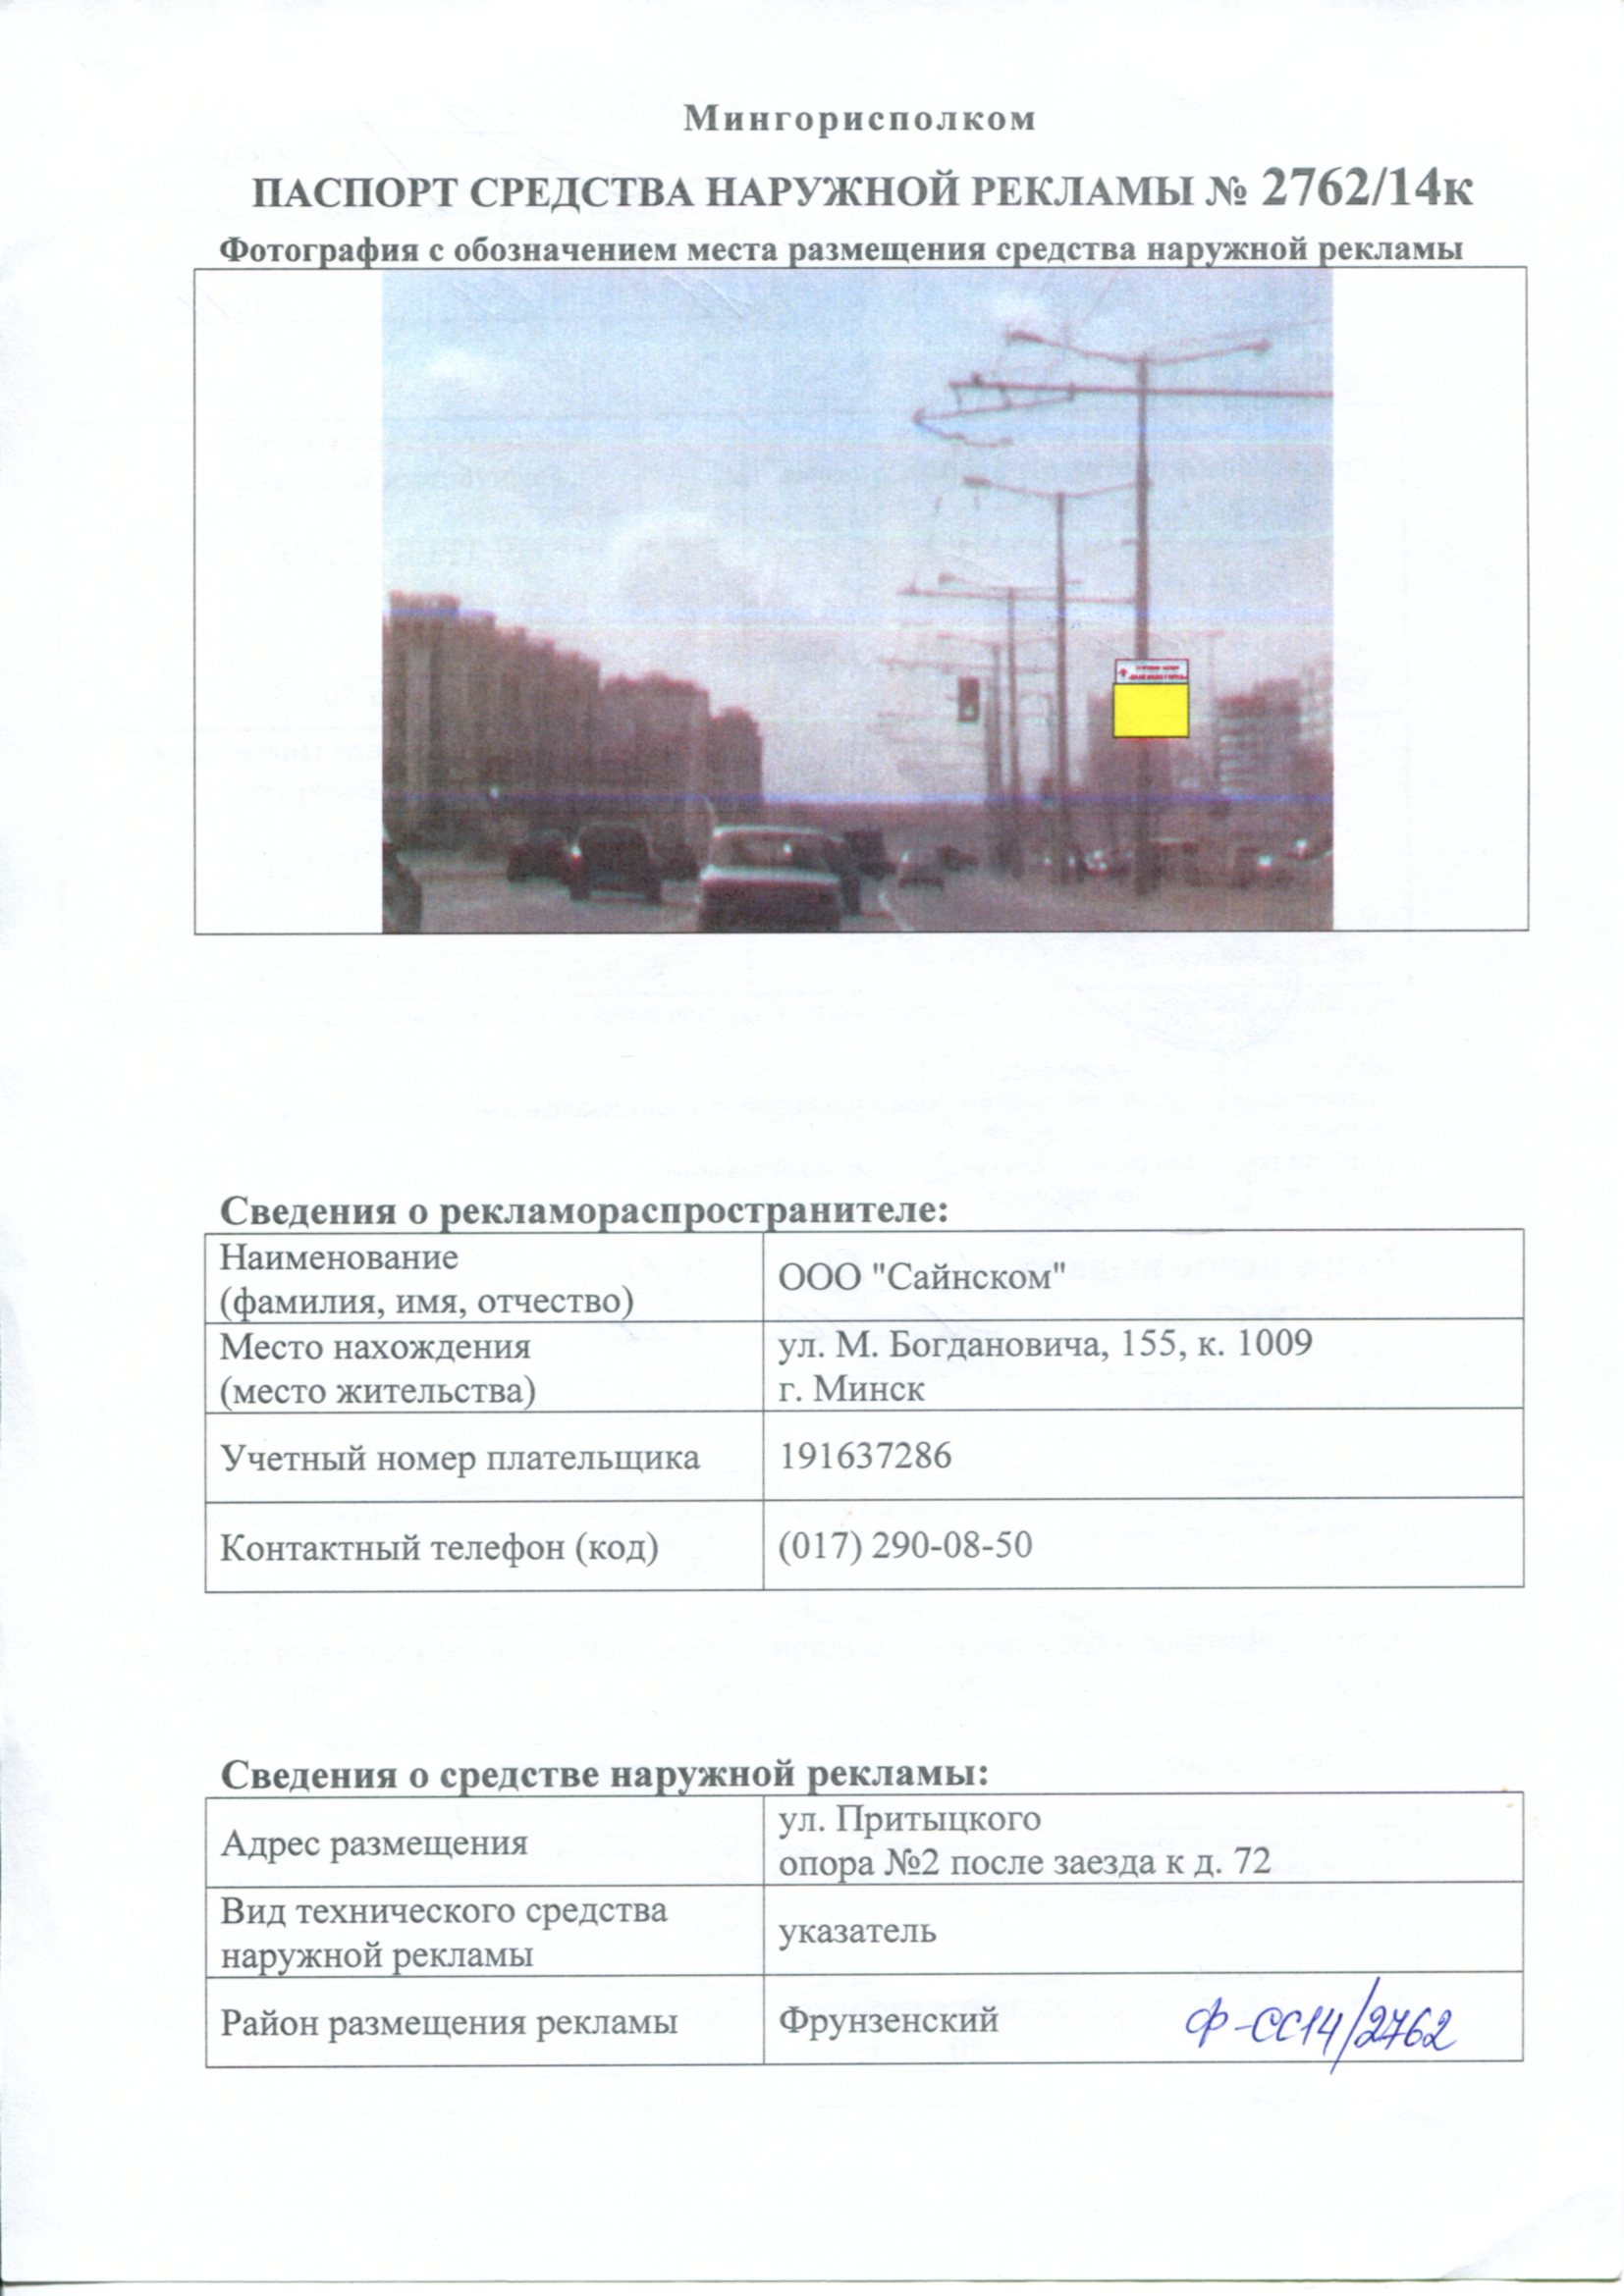 Мингорисполком
ПАСПОРТ СРЕДСТВА НАРУЖНОЙ РЕКЛАМЫ № 2762/14к
Фотография с обозначением места размещения средства наружной рекламы
Сведения о рекламораспространителе:
Наименование
(фамилия, имя, отчество)
ООО "Сайнском"
Место нахождения
(место жительства)
ул. М. Богдановича, 155, к. 1009
г. Минск
Учетный номер плательщика
191637286
Контактный телефон (код)
(017) 290-08-50
Сведения о средстве наружной рекламы:
Адрес размещения
ул. Притыцкого
опора №2 после заезда к д. 72
Вид технического средства
наружной рекламы
указатель
Район размещения рекламы
Фрунзенский
Ф-СС14/2762